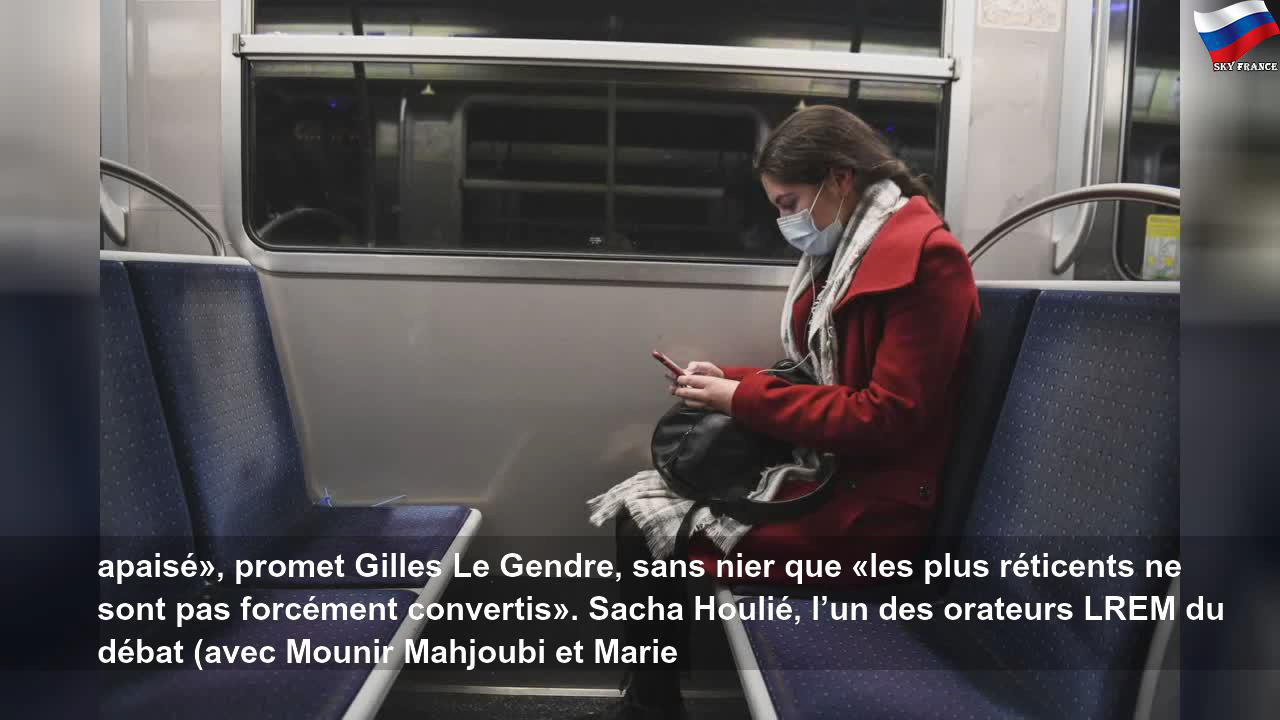 SKY FRANCE
apaisé», promet Gilles Le Gendre, sans nier que «les plus réticents ne
sont pas forcément convertis». Sacha Houlié, l’un des orateurs LREM du
débat (avec Mounir Mahjoubi et Marie